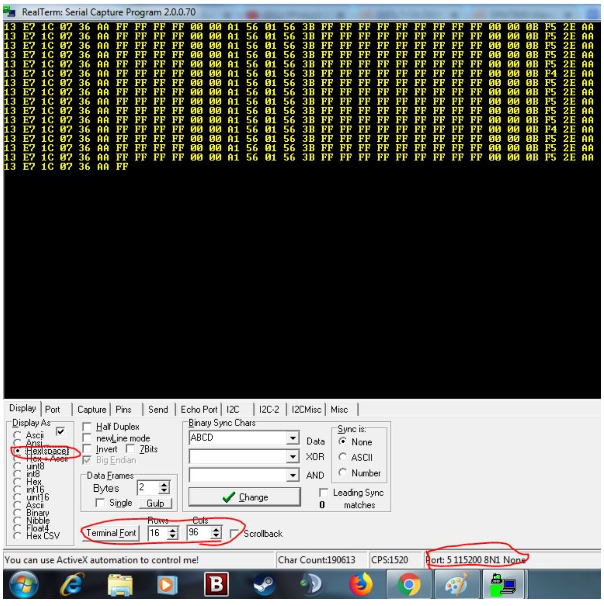 RealTerm: Serial Capture Program 2.0.0.70
13 E7 1C 07 36 AA FF FF FF FF 00 00 A1 56 01 56 3B FF FF FF FF FF FF FF FF FF 00 00 0B F5 2E AA
13 E7 1C 07 36 AA FF FF FF FF 00 00 A1 56 01 56 3B FF FF FF FF FF FF FF FF FF 00 00 0B F5 2E AA
13 E7 1C 07 36 AA FF FF FF FF 00 00 A1 56 01 56 3B FF FF FF FF FF FF FF FF FF 00 00 0B F5 2E AA
13 E7 1C 07 36 AA FF FF FF FF 00 00 A1 56 01 56 3B FF FF FF FF FF FF FF FF FF 00 00 0B F5 2E AA
13 E7 1C 07 36 AA FF FF FF FF 00 00 A1 56 01 56 3B FF FF FF FF FF FF FF FF FF 00 00 0B F5 2E AA
13 E7 1C 07 36 AA FF FF FF FF 00 00 A1 56 01 56 3B FF FF FF FF FF FF FF FF FF 00 00 0B F4 2E AA
13 E7 1C 07 36 AA FF FF FF FF 00 00 A1 56 01 56 3B FF FF FF FF FF FF FF FF FF 00 00 0B F5 2E AA
13 E7 1C 07 36 AA FF FF FF FF 00 00 A1 56 01 56 3B FF FF FF FF FF FF FF FF FF 00 00 0B F5 2E AA
13 E7 1C 07 36 AA FF FF FF FF 00 00 A1 56 01 56 3B FF FF FF FF FF FF FF FF FF 00 00 0B F5 2E AA
13 E7 1C 07 36 AA FF FF FF FF 00 00 A1 56 01 56 3B FF FF FF FF FF FF FF FF FF 00 00 0B F5 2E AA
13 E7 1C 07 36 AA FF FF FF FF 00 00 A1 56 01 56 3B FF FF FF FF FF FF FF FF FF 00 00 0B F5 2E AA
13 E7 1C 07 36 AA FF FF FF FF 00 00 A1 56 01 56 3B FF FF FF FF FF FF FF FF FF 00 00 0B F4 2E AA
13 E7 1C 07 36 AA FF FF FF FF 00 00 A1 56 01 56 3B FF FF FF FF FF FF FF FF FF 00 00 0B F5 2E AA
13 E7 1C 07 36 AA FF FF FF FF 00 00 A1 56 01 56 3B FF FF FF FF FF FF FF FF FF 00 00 0B F5 2E AA
13 E7 1C 07 36 AA FF FF FF FF 00 00 A1 56 01 56 3B FF FF FF FF FF FF FF FF FF 00 00 0B F5 2E AA
13 E7 1C 07 36 AA FF
Display Port Capture Pins Send Echo Port I2C I2C-2 I2CMisc Misc
Display As
Ascii
Ansi
Hex[space]
Hex + Ascii
uint8
int8
Hex
int16
uint16
Ascii
Binary
Nibble
Float4
Hex CSV
Half Duplex
newLine mode
Invert 7Bits
Big Endian
Data Frames
Bytes 2
Single Gulp
Terminal Font Rows 16 Cols 96 Scrollback
Binary Sync Chars
ABCD Data
XOR
AND
Change
Sync is:
None
ASCII
Number
Leading Sync
0 matches
You can use ActiveX automation to control me! Char Count:190613 CPS:1520 Port: 5 115200 8N1 None
B